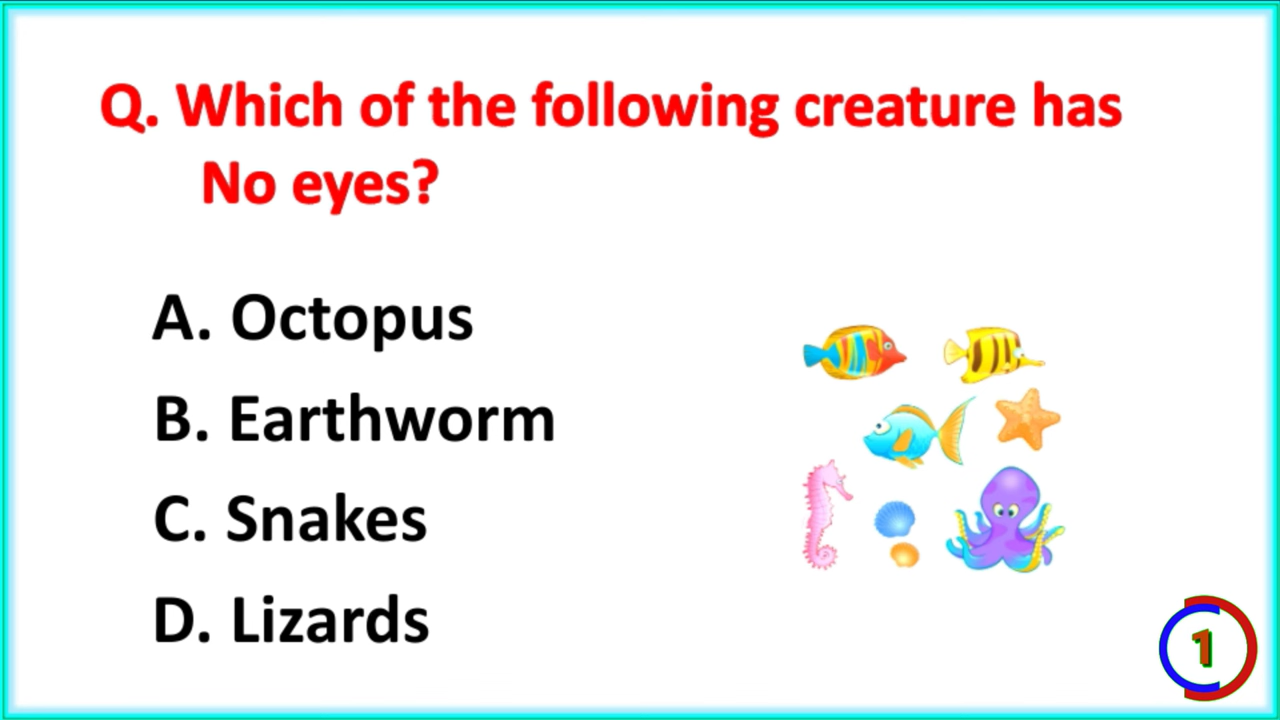 Q. Which of the following creature has
No eyes?
A. Octopus
B. Earthworm
C. Snakes
D. Lizards
1